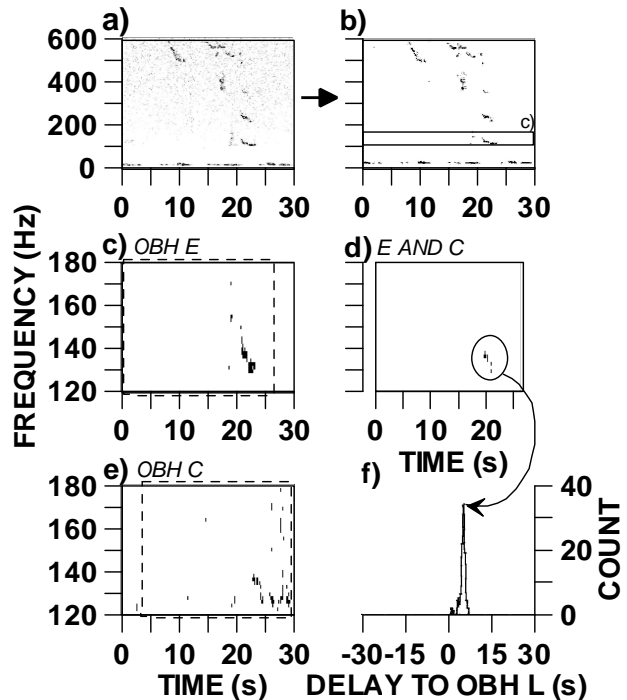 a)
b)
600
400
200
0
c)
0 10 20 30
0 10 20 30
FREQUENCY (Hz)
c) OBH E
d) E AND C
180
160
140
120
0 10 20
TIME (s)
e) OBH C
f)
180
160
140
120
40
30
20
10
0
COUNT
0 10 20 30
-30 -15 0 15 30
TIME (s)
DELAY TO OBH L (s)